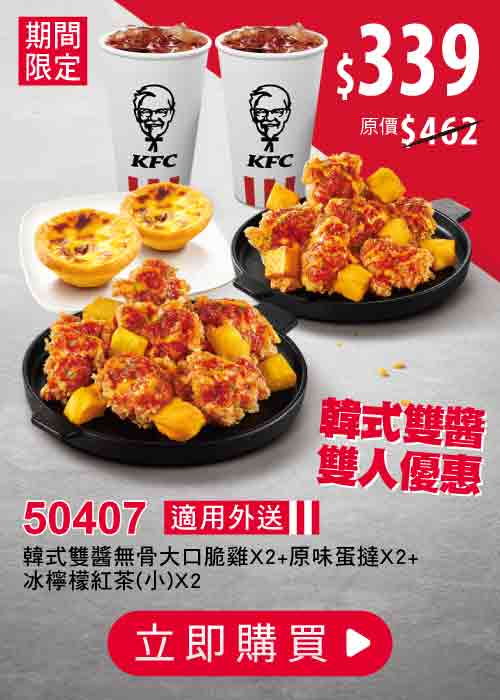 期間
限定
$339
原價$462
KFC
KFC
韓式雙醬
雙人優惠
50407 適用外送
韓式雙醬無骨大口脆雞X2+原味蛋撻X2+
冰檸檬紅茶(小)X2
立即購買